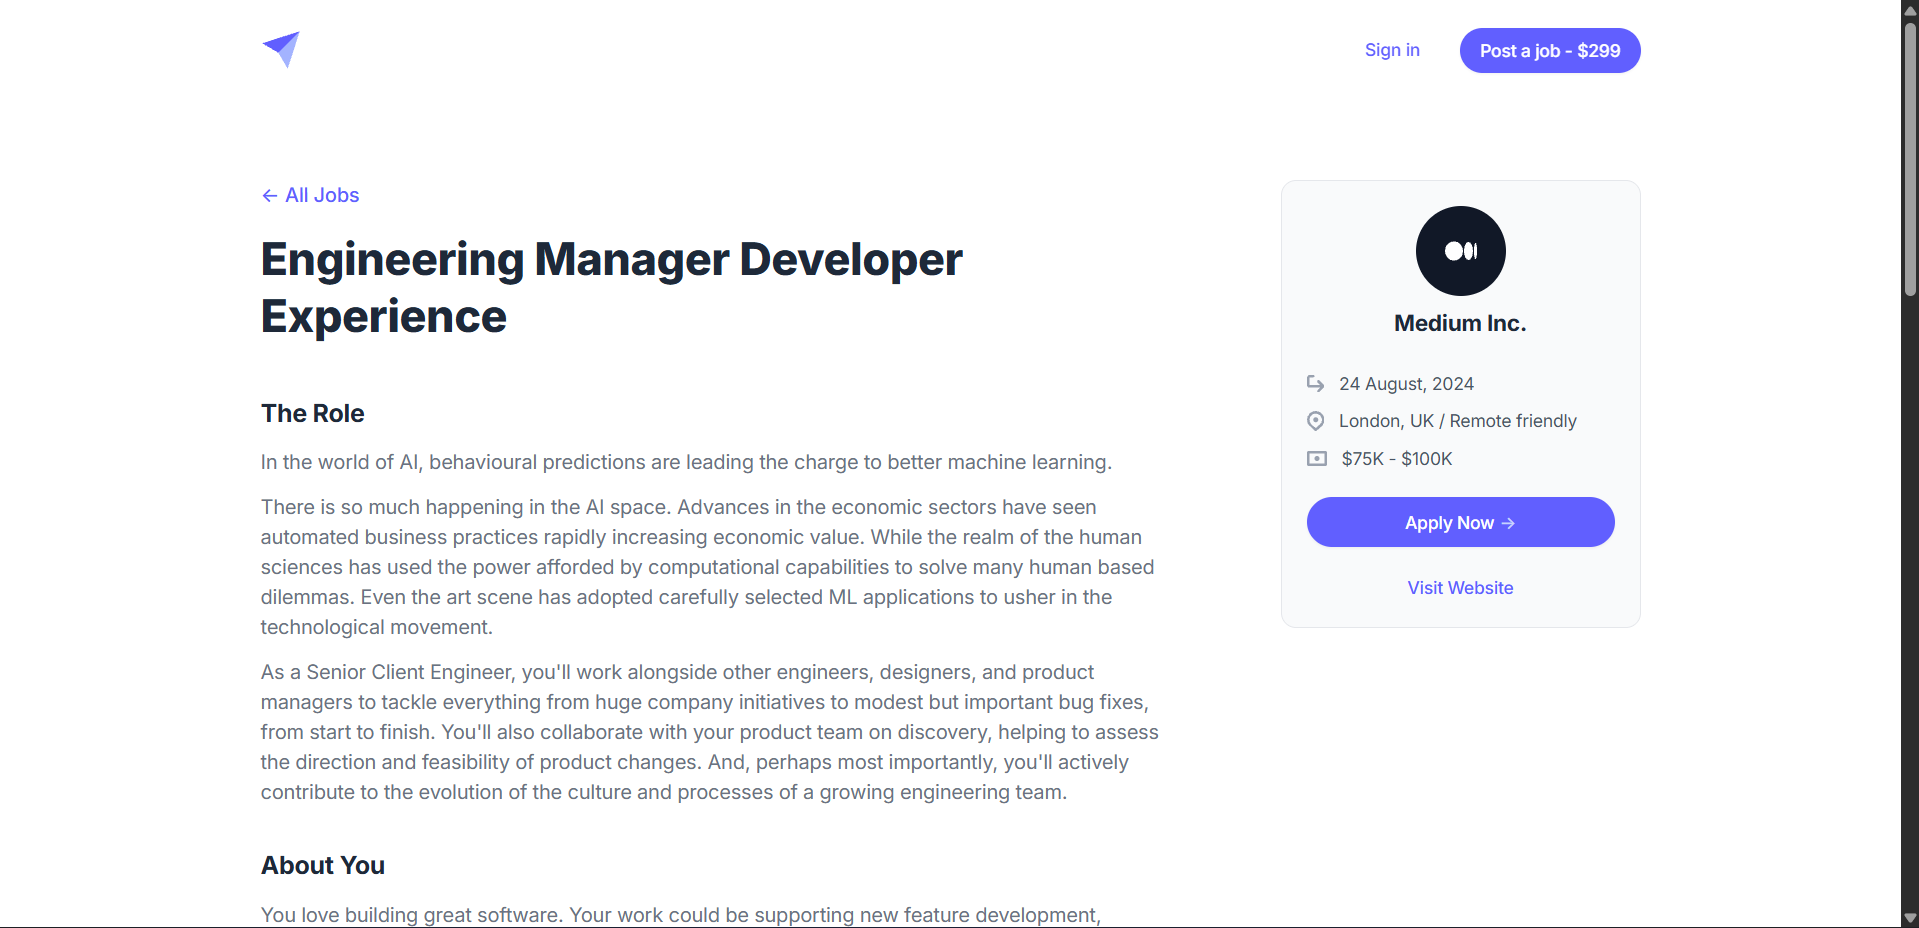 Sign in
Post a job - $299
← All Jobs
Engineering Manager Developer
Experience
The Role
In the world of AI, behavioural predictions are leading the charge to better machine learning.
There is so much happening in the AI space. Advances in the economic sectors have seen
automated business practices rapidly increasing economic value. While the realm of the human
sciences has used the power afforded by computational capabilities to solve many human based
dilemmas. Even the art scene has adopted carefully selected ML applications to usher in the
technological movement.
As a Senior Client Engineer, you'll work alongside other engineers, designers, and product
managers to tackle everything from huge company initiatives to modest but important bug fixes,
from start to finish. You'll also collaborate with your product team on discovery, helping to assess
the direction and feasibility of product changes. And, perhaps most importantly, you'll actively
contribute to the evolution of the culture and processes of a growing engineering team.
About You
You love building great software. Your work could be supporting new feature development,
Medium Inc.
24 August, 2024
London, UK / Remote friendly
$75K - $100K
Apply Now →
Visit Website